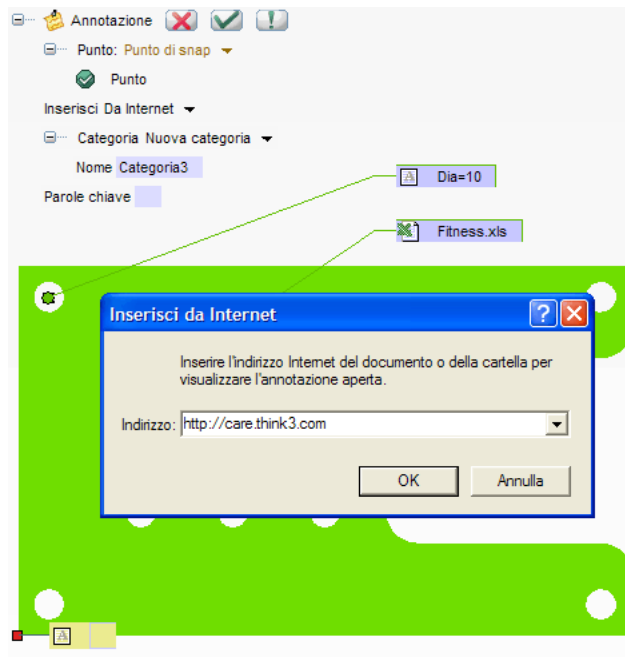 Annotazione
Punto: Punto di snap
Punto
Inserisci Da Internet
Categoria Nuova categoria
Nome Categoria3
Parole chiave
A Dia=10
Fitness.xls
Inserisci da Internet
Inserire l'indirizzo Internet del documento o della cartella per
visualizzare l'annotazione aperta.
Indirizzo: http://care.think3.com
OK Annulla
A